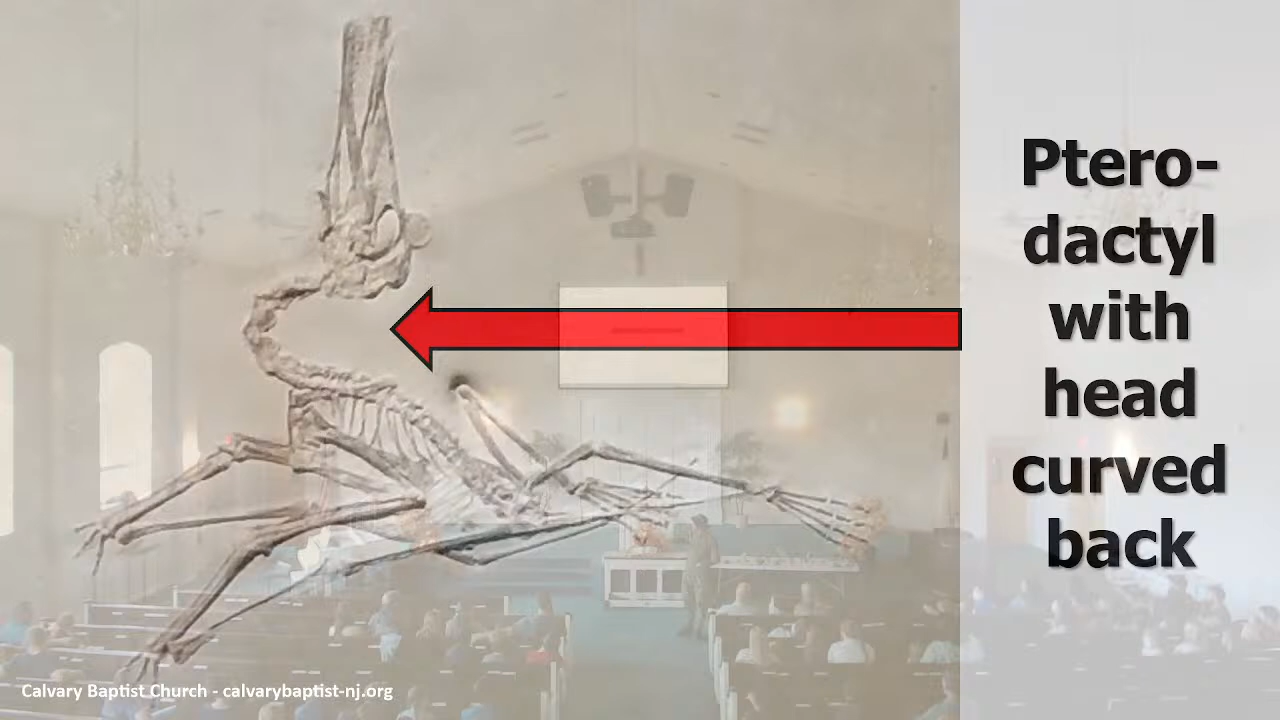 Ptero-
dactyl
with
head
curved
back
Calvary Baptist Church - calvarybaptist-nj.org